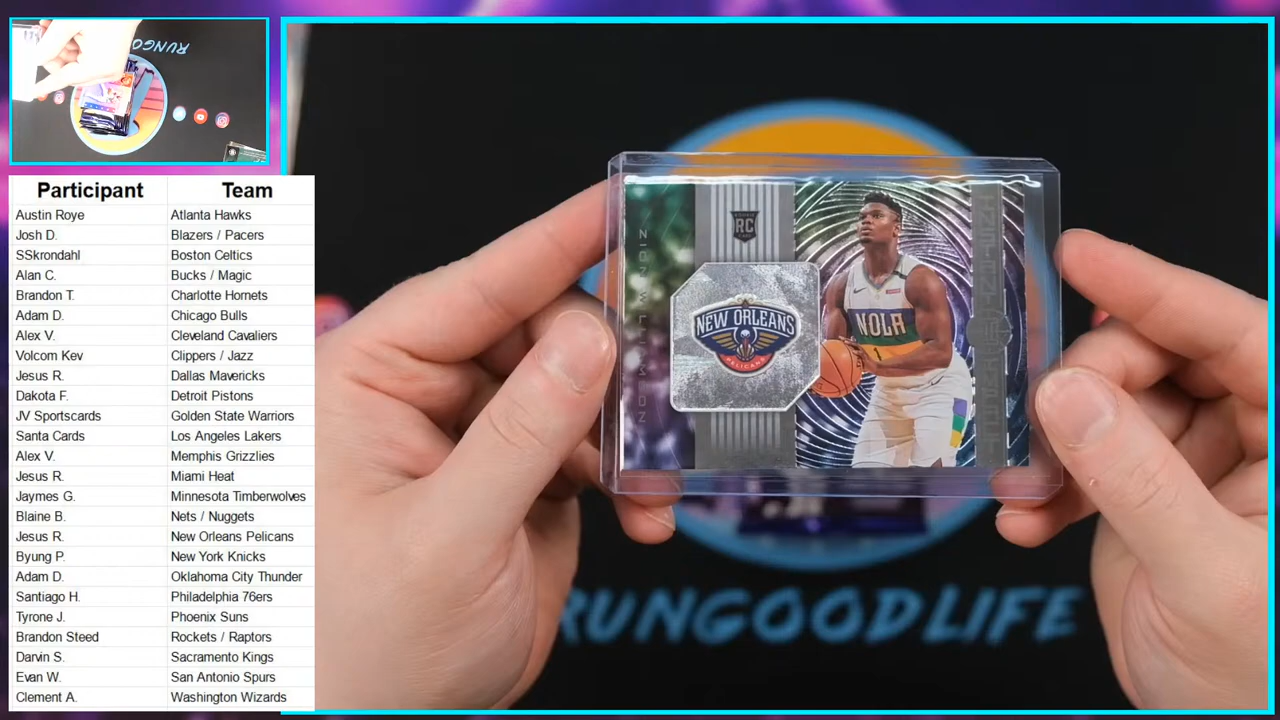 RUNGOODLIFE
Participant Team
Austin Roye Atlanta Hawks
Josh D. Blazers / Pacers
SSkrondahl Boston Celtics
Alan C. Bucks / Magic
Brandon T. Charlotte Hornets
Adam D. Chicago Bulls
Alex V. Cleveland Cavaliers
Volcom Kev Clippers / Jazz
Jesus R. Dallas Mavericks
Dakota F. Detroit Pistons
JV Sportscards Golden State Warriors
Santa Cards Los Angeles Lakers
Alex V. Memphis Grizzlies
Jesus R. Miami Heat
Jaymes G. Minnesota Timberwolves
Blaine B. Nets / Nuggets
Jesus R. New Orleans Pelicans
Byung P. New York Knicks
Adam D. Oklahoma City Thunder
Santiago H. Philadelphia 76ers
Tyrone J. Phoenix Suns
Brandon Steed Rockets / Raptors
Darvin S. Sacramento Kings
Evan W. San Antonio Spurs
Clement A. Washington Wizards
ZION WILLIAMSON
RC
NEW ORLEANS
PELICANS
NOLA
1
RUNGOODLIFE